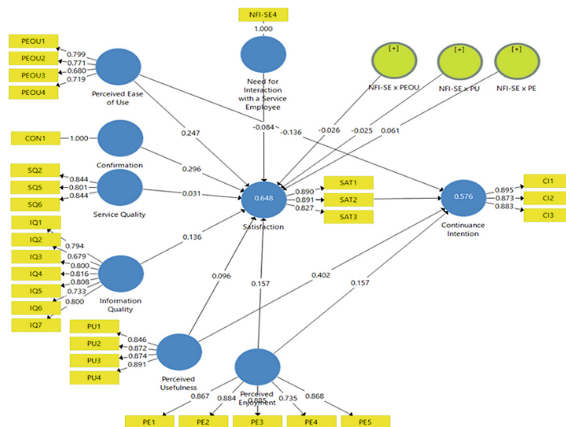 NFI-SE4
1.000
Need for
Interaction
with a Service
Employee
[+]
NFI-SE x PEOU
[+]
NFI-SE x PU
[+]
NFI-SE x PE
PEOU1
PEOU2
PEOU3
PEOU4
0.799
0.771
0.680
0.719
Perceived Ease
of Use
-0.084
-0.136
-0.026
-0.025
0.061
0.247
CON1
1.000
Confirmation
0.296
SQ2
SQ5
SQ6
0.844
0.801
0.844
Service Quality
0.031
0.648
Satisfaction
0.890
0.891
0.827
SAT1
SAT2
SAT3
0.576
Continuance
Intention
0.895
0.873
0.883
CI1
CI2
CI3
IQ1
IQ2
IQ3
IQ4
IQ5
IQ6
IQ7
0.794
0.679
0.800
0.816
0.808
0.733
0.800
Information
Quality
0.136
0.096
0.157
0.402
0.157
PU1
PU2
PU3
PU4
0.846
0.872
0.874
0.891
Perceived
Usefulness
Perceived
Enjoyment
0.867
0.884
0.735
0.868
PE1
PE2
PE3
PE4
PE5